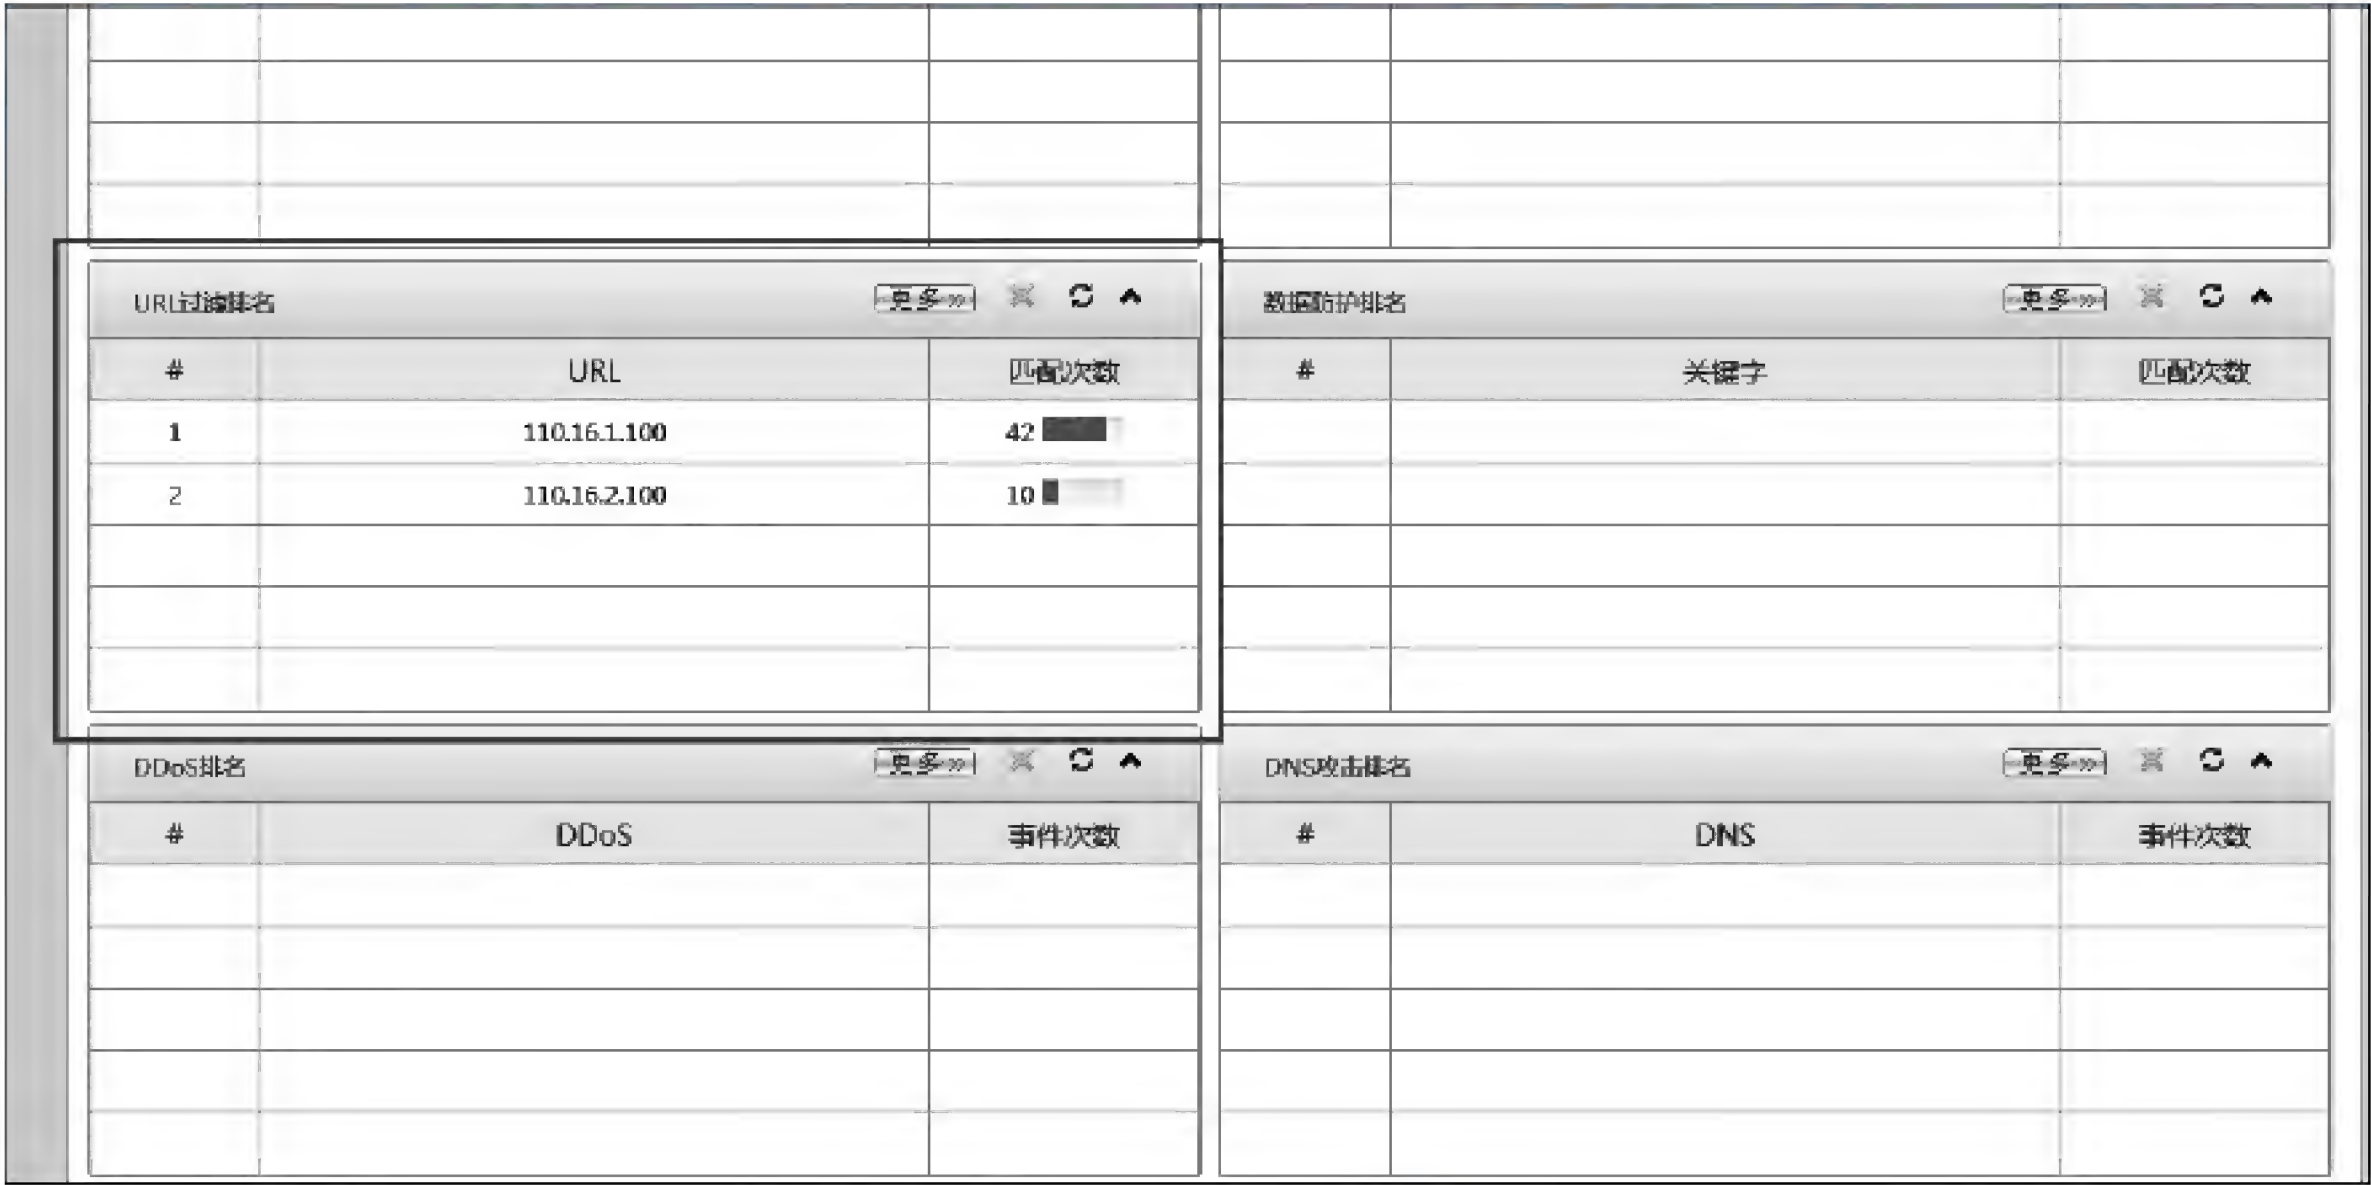 URL过滤排名 更多»
# URL 匹配次数
1 110.16.1.100 42
2 110.16.2.100 10
数据防护排名 更多»
# 关键字 匹配次数
DDoS排名 更多»
# DDoS 事件次数
DNS攻击排名 更多»
# DNS 事件次数